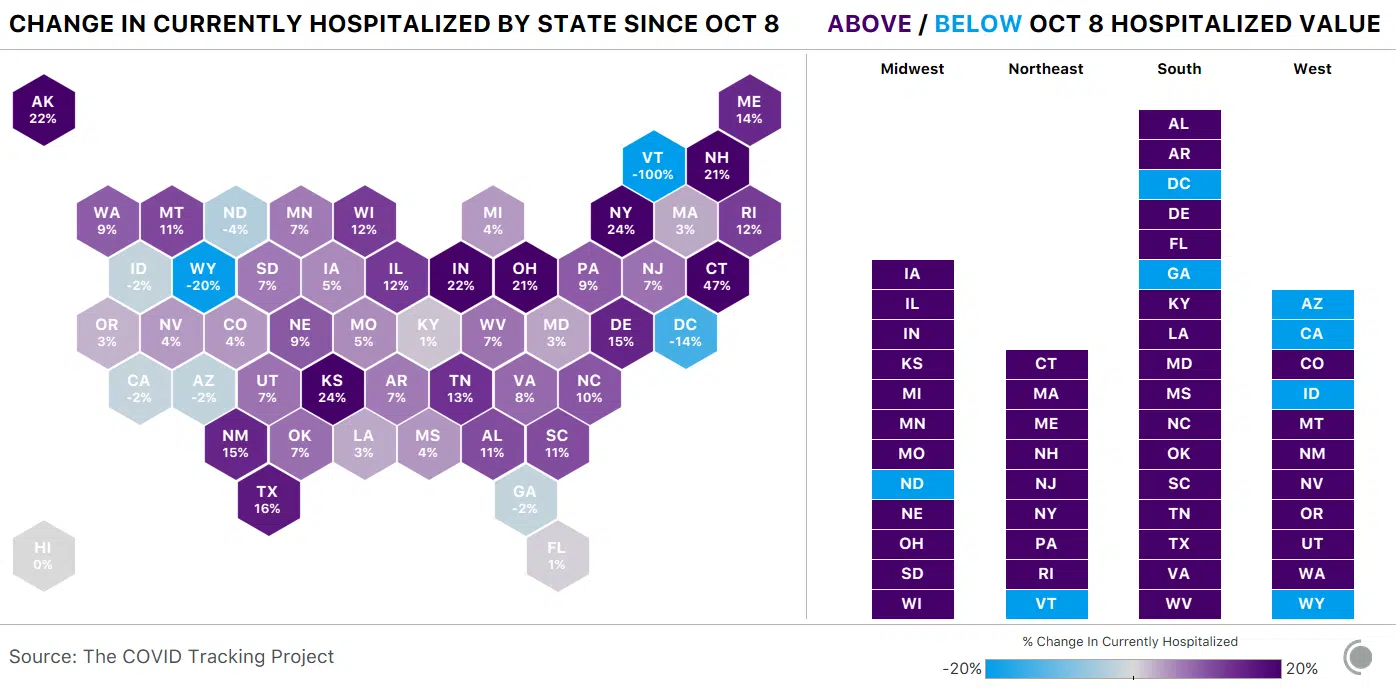 CHANGE IN CURRENTLY HOSPITALIZED BY STATE SINCE OCT 8
AK
22%
ME
14%
VT
-100%
NH
21%
WA
9%
MT
11%
ND
-4%
MN
7%
WI
12%
MI
4%
NY
24%
MA
3%
RI
12%
ID
-2%
WY
-20%
SD
7%
IA
5%
IL
12%
IN
22%
OH
21%
PA
9%
NJ
7%
CT
47%
OR
3%
NV
4%
CO
4%
NE
9%
MO
5%
KY
1%
WV
7%
MD
3%
DE
15%
DC
-14%
CA
-2%
AZ
-2%
UT
7%
KS
24%
AR
7%
TN
13%
VA
8%
NC
10%
NM
15%
OK
7%
LA
3%
MS
4%
AL
11%
SC
11%
TX
16%
GA
-2%
HI
0%
FL
1%
ABOVE / BELOW OCT 8 HOSPITALIZED VALUE
Midwest
IA
IL
IN
KS
MI
MN
MO
ND
NE
OH
SD
WI
Northeast
CT
MA
ME
NH
NJ
NY
PA
RI
VT
South
AL
AR
DC
DE
FL
GA
KY
LA
MD
MS
NC
OK
SC
TN
TX
VA
WV
West
AZ
CA
CO
ID
MT
NM
NV
OR
UT
WA
WY
Source: The COVID Tracking Project
% Change In Currently Hospitalized
-20% 20%